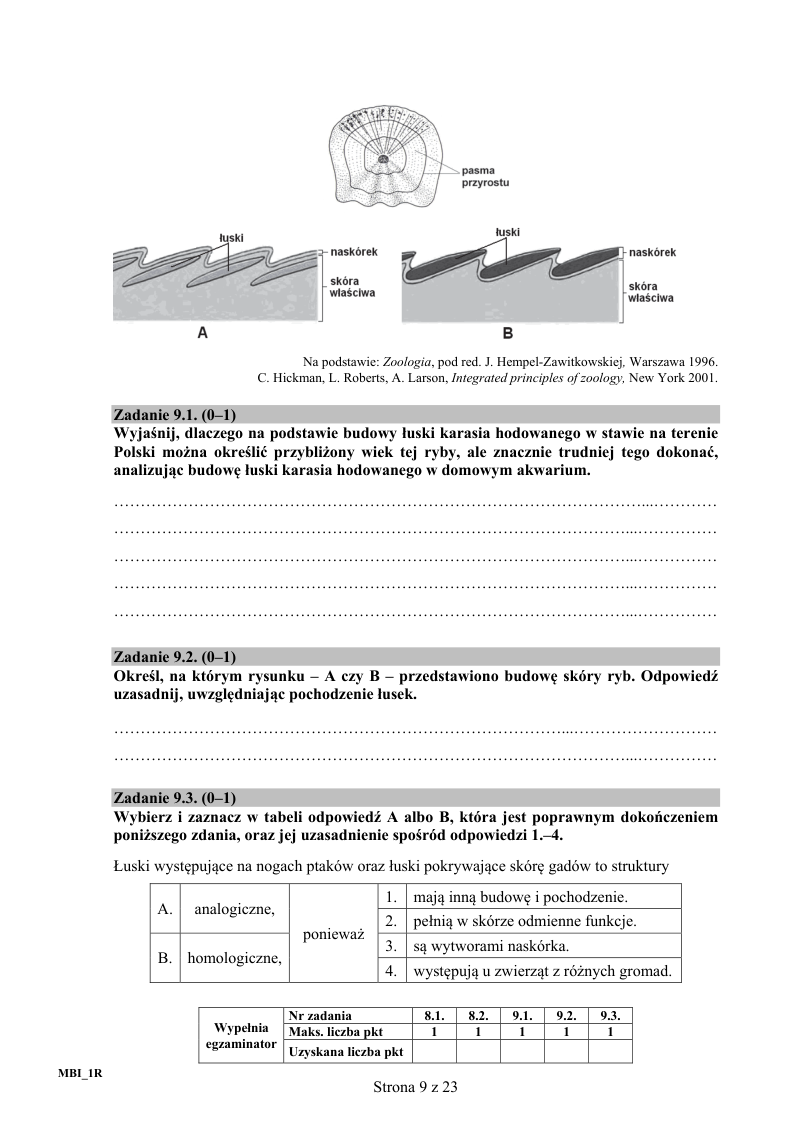 pasma
przyrostu
łuski
naskórek
skóra
właściwa
A
łuski
naskórek
skóra
właściwa
B
Na podstawie: Zoologia, pod red. J. Hempel-Zawitkowskiej, Warszawa 1996.
C. Hickman, L. Roberts, A. Larson, Integrated principles of zoology, New York 2001.
Zadanie 9.1. (0–1)
Wyjaśnij, dlaczego na podstawie budowy łuski karasia hodowanego w stawie na terenie
Polski można określić przybliżony wiek tej ryby, ale znacznie trudniej tego dokonać,
analizując budowę łuski karasia hodowanego w domowym akwarium.
Zadanie 9.2. (0–1)
Określ, na którym rysunku – A czy B – przedstawiono budowę skóry ryb. Odpowiedź
uzasadnij, uwzględniając pochodzenie łusek.
Zadanie 9.3. (0–1)
Wybierz i zaznacz w tabeli odpowiedź A albo B, która jest poprawnym dokończeniem
poniższego zdania, oraz jej uzasadnienie spośród odpowiedzi 1.–4.
Łuski występujące na nogach ptaków oraz łuski pokrywające skórę gadów to struktury
A. analogiczne,
B. homologiczne,
ponieważ
1. mają inną budowę i pochodzenie.
2. pełnią w skórze odmienne funkcje.
3. są wytworami naskórka.
4. występują u zwierząt z różnych gromad.
Wypełnia
egzaminator
Nr zadania 8.1. 8.2. 9.1. 9.2. 9.3.
Maks. liczba pkt 1 1 1 1 1
Uzyskana liczba pkt
MBI_1R
Strona 9 z 23